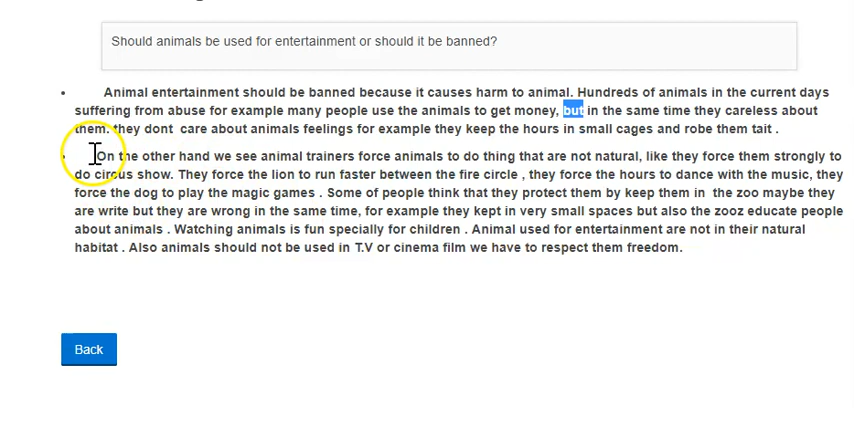 Should animals be used for entertainment or should it be banned?
Animal entertainment should be banned because it causes harm to animal. Hundreds of animals in the current days
suffering from abuse for example many people use the animals to get money, but in the same time they careless about
them. they dont care about animals feelings for example they keep the hours in small cages and robe them tait .
On the other hand we see animal trainers force animals to do thing that are not natural, like they force them strongly to
do circus show. They force the lion to run faster between the fire circle , they force the hours to dance with the music, they
force the dog to play the magic games . Some of people think that they protect them by keep them in the zoo maybe they
are write but they are wrong in the same time, for example they kept in very small spaces but also the zooz educate people
about animals . Watching animals is fun specially for children . Animal used for entertainment are not in their natural
habitat . Also animals should not be used in T.V or cinema film we have to respect them freedom.
Back